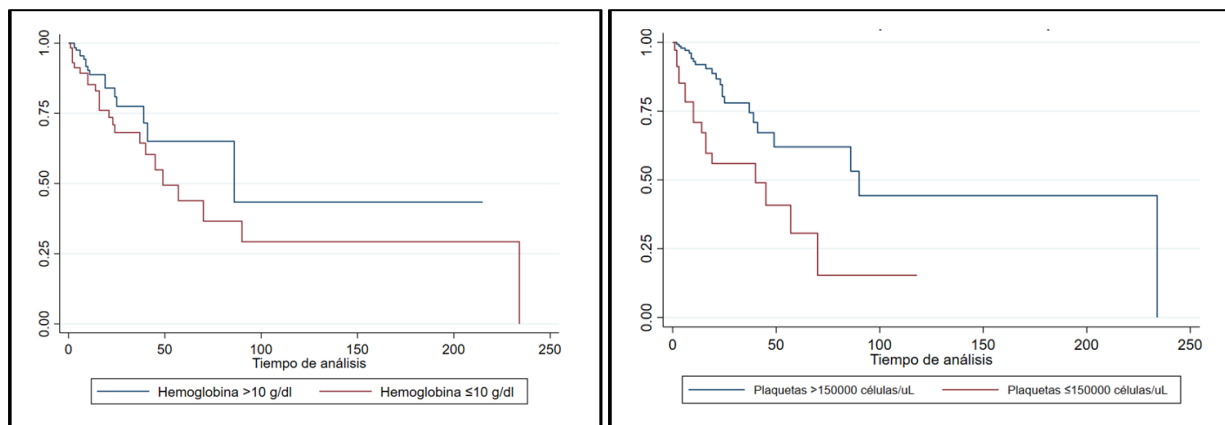 1.00
0.75
0.50
0.25
0.00
0 50 100 150 200 250
Tiempo de análisis
Hemoglobina >10 g/dl Hemoglobina ≤10 g/dl
1.00
0.75
0.50
0.25
0.00
0 50 100 150 200 250
Tiempo de análisis
Plaquetas >150000 células/uL Plaquetas ≤150000 células/uL